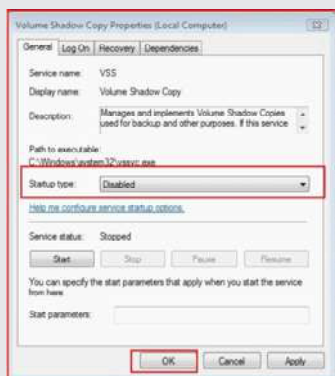 Volume Shadow Copy Properties (Local Computer)
General Log On Recovery Dependencies
Service name: VSS
Display name: Volume Shadow Copy
Description: Manages and implements Volume Shadow Copies
used for backup and other purposes. If this service
Path to executable:
C:\Windows\system32\vssvc.exe
Startup type: Disabled
Help me configure service startup options.
Service status: Stopped
Start Stop Pause Resume
You can specify the start parameters that apply when you start the service
from here.
Start parameters:
OK Cancel Apply